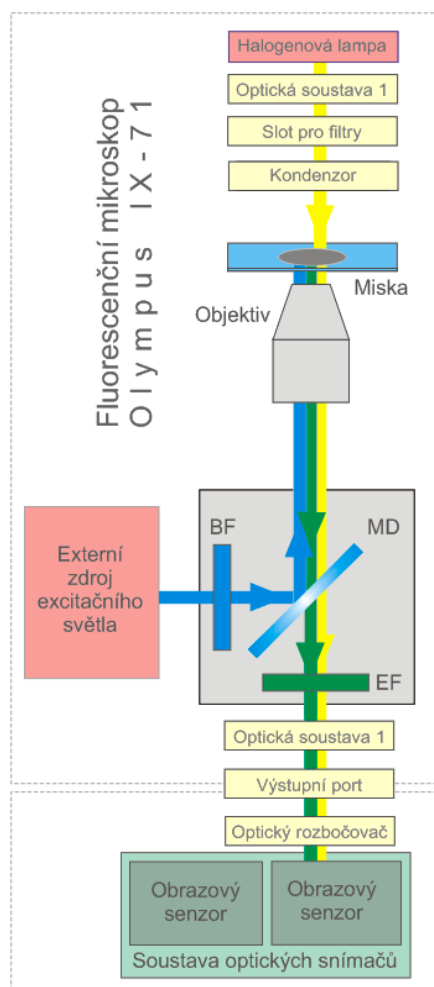 Halogenová lampa
Optická soustava 1
Slot pro filtry
Kondenzor
Fluorescenční mikroskop
Olympus IX-71
Miska
Objektiv
BF
MD
Externí
zdroj
excitačního
světla
EF
Optická soustava 1
Výstupní port
Optický rozbočovač
Obrazový
senzor
Obrazový
senzor
Soustava optických snímačů